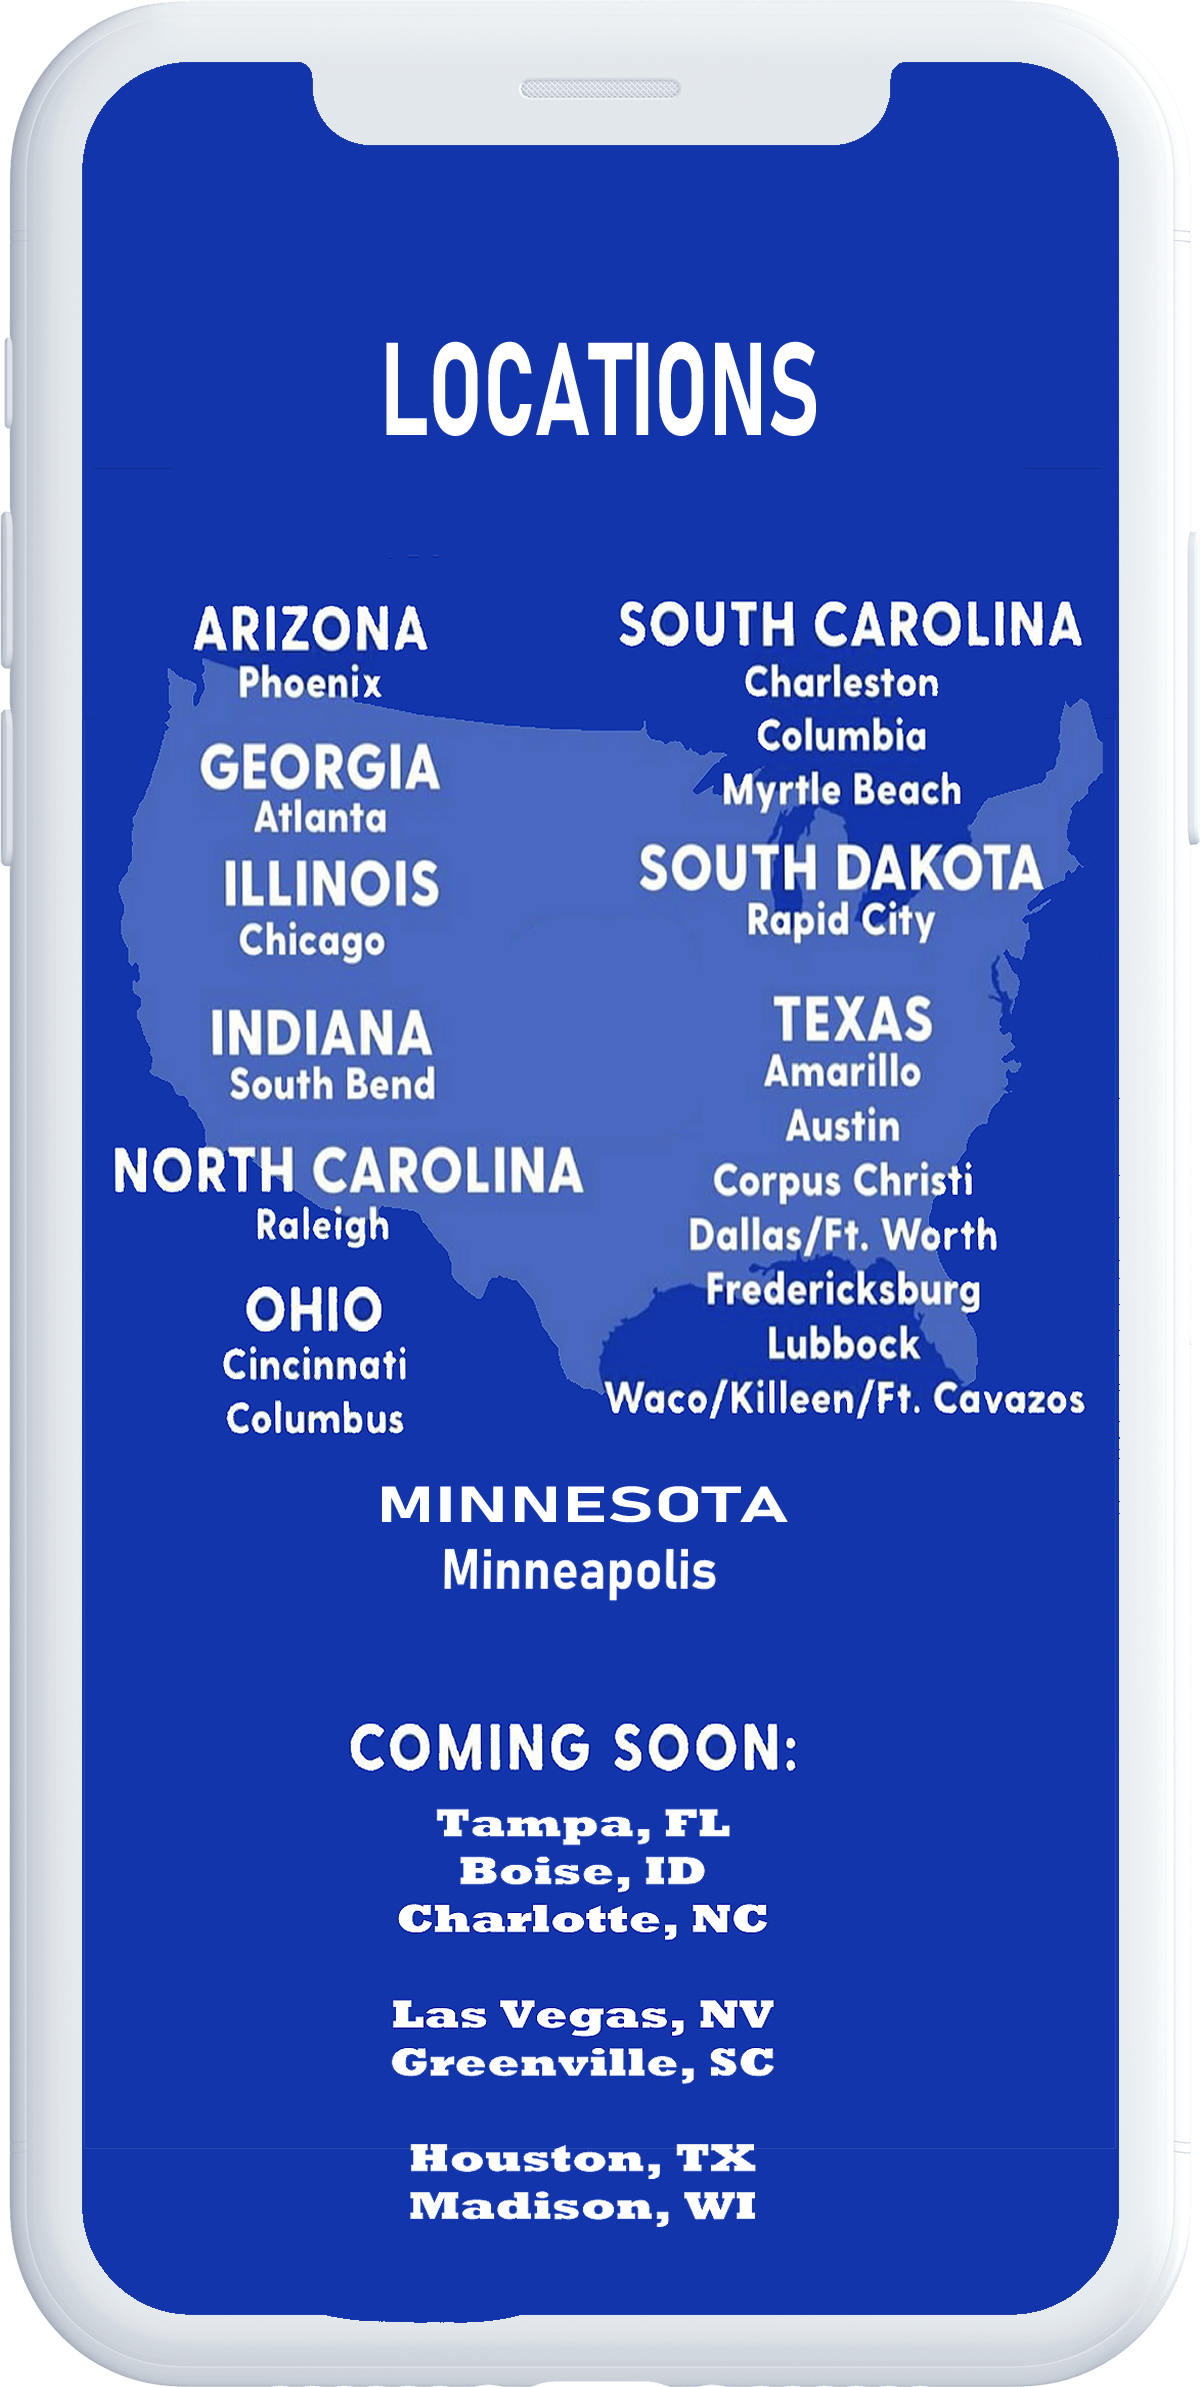 LOCATIONS
ARIZONA
Phoenix
GEORGIA
Atlanta
ILLINOIS
Chicago
INDIANA
South Bend
NORTH CAROLINA
Raleigh
OHIO
Cincinnati
Columbus
SOUTH CAROLINA
Charleston
Columbia
Myrtle Beach
SOUTH DAKOTA
Rapid City
TEXAS
Amarillo
Austin
Corpus Christi
Dallas/Ft. Worth
Fredericksburg
Lubbock
Waco/Killeen/Ft. Cavazos
MINNESOTA
Minneapolis
COMING SOON:
Tampa, FL
Boise, ID
Charlotte, NC
Las Vegas, NV
Greenville, SC
Houston, TX
Madison, WI